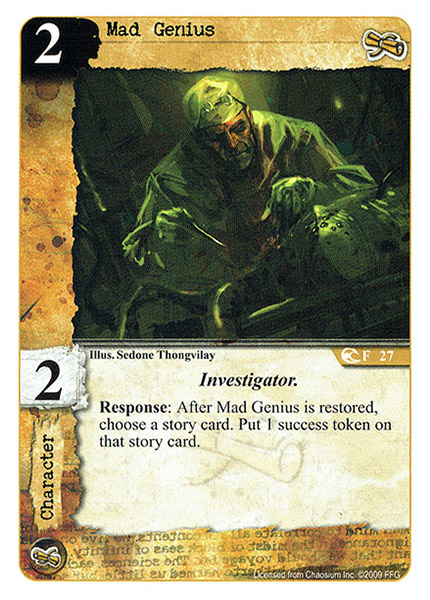 2
Mad Genius
Illus. Sedone Thongvilay
F 27
2
Investigator.
Response: After Mad Genius is restored,
choose a story card. Put 1 success token on
that story card.
Character
Licensed from Chaosium Inc. ©2009 FFG